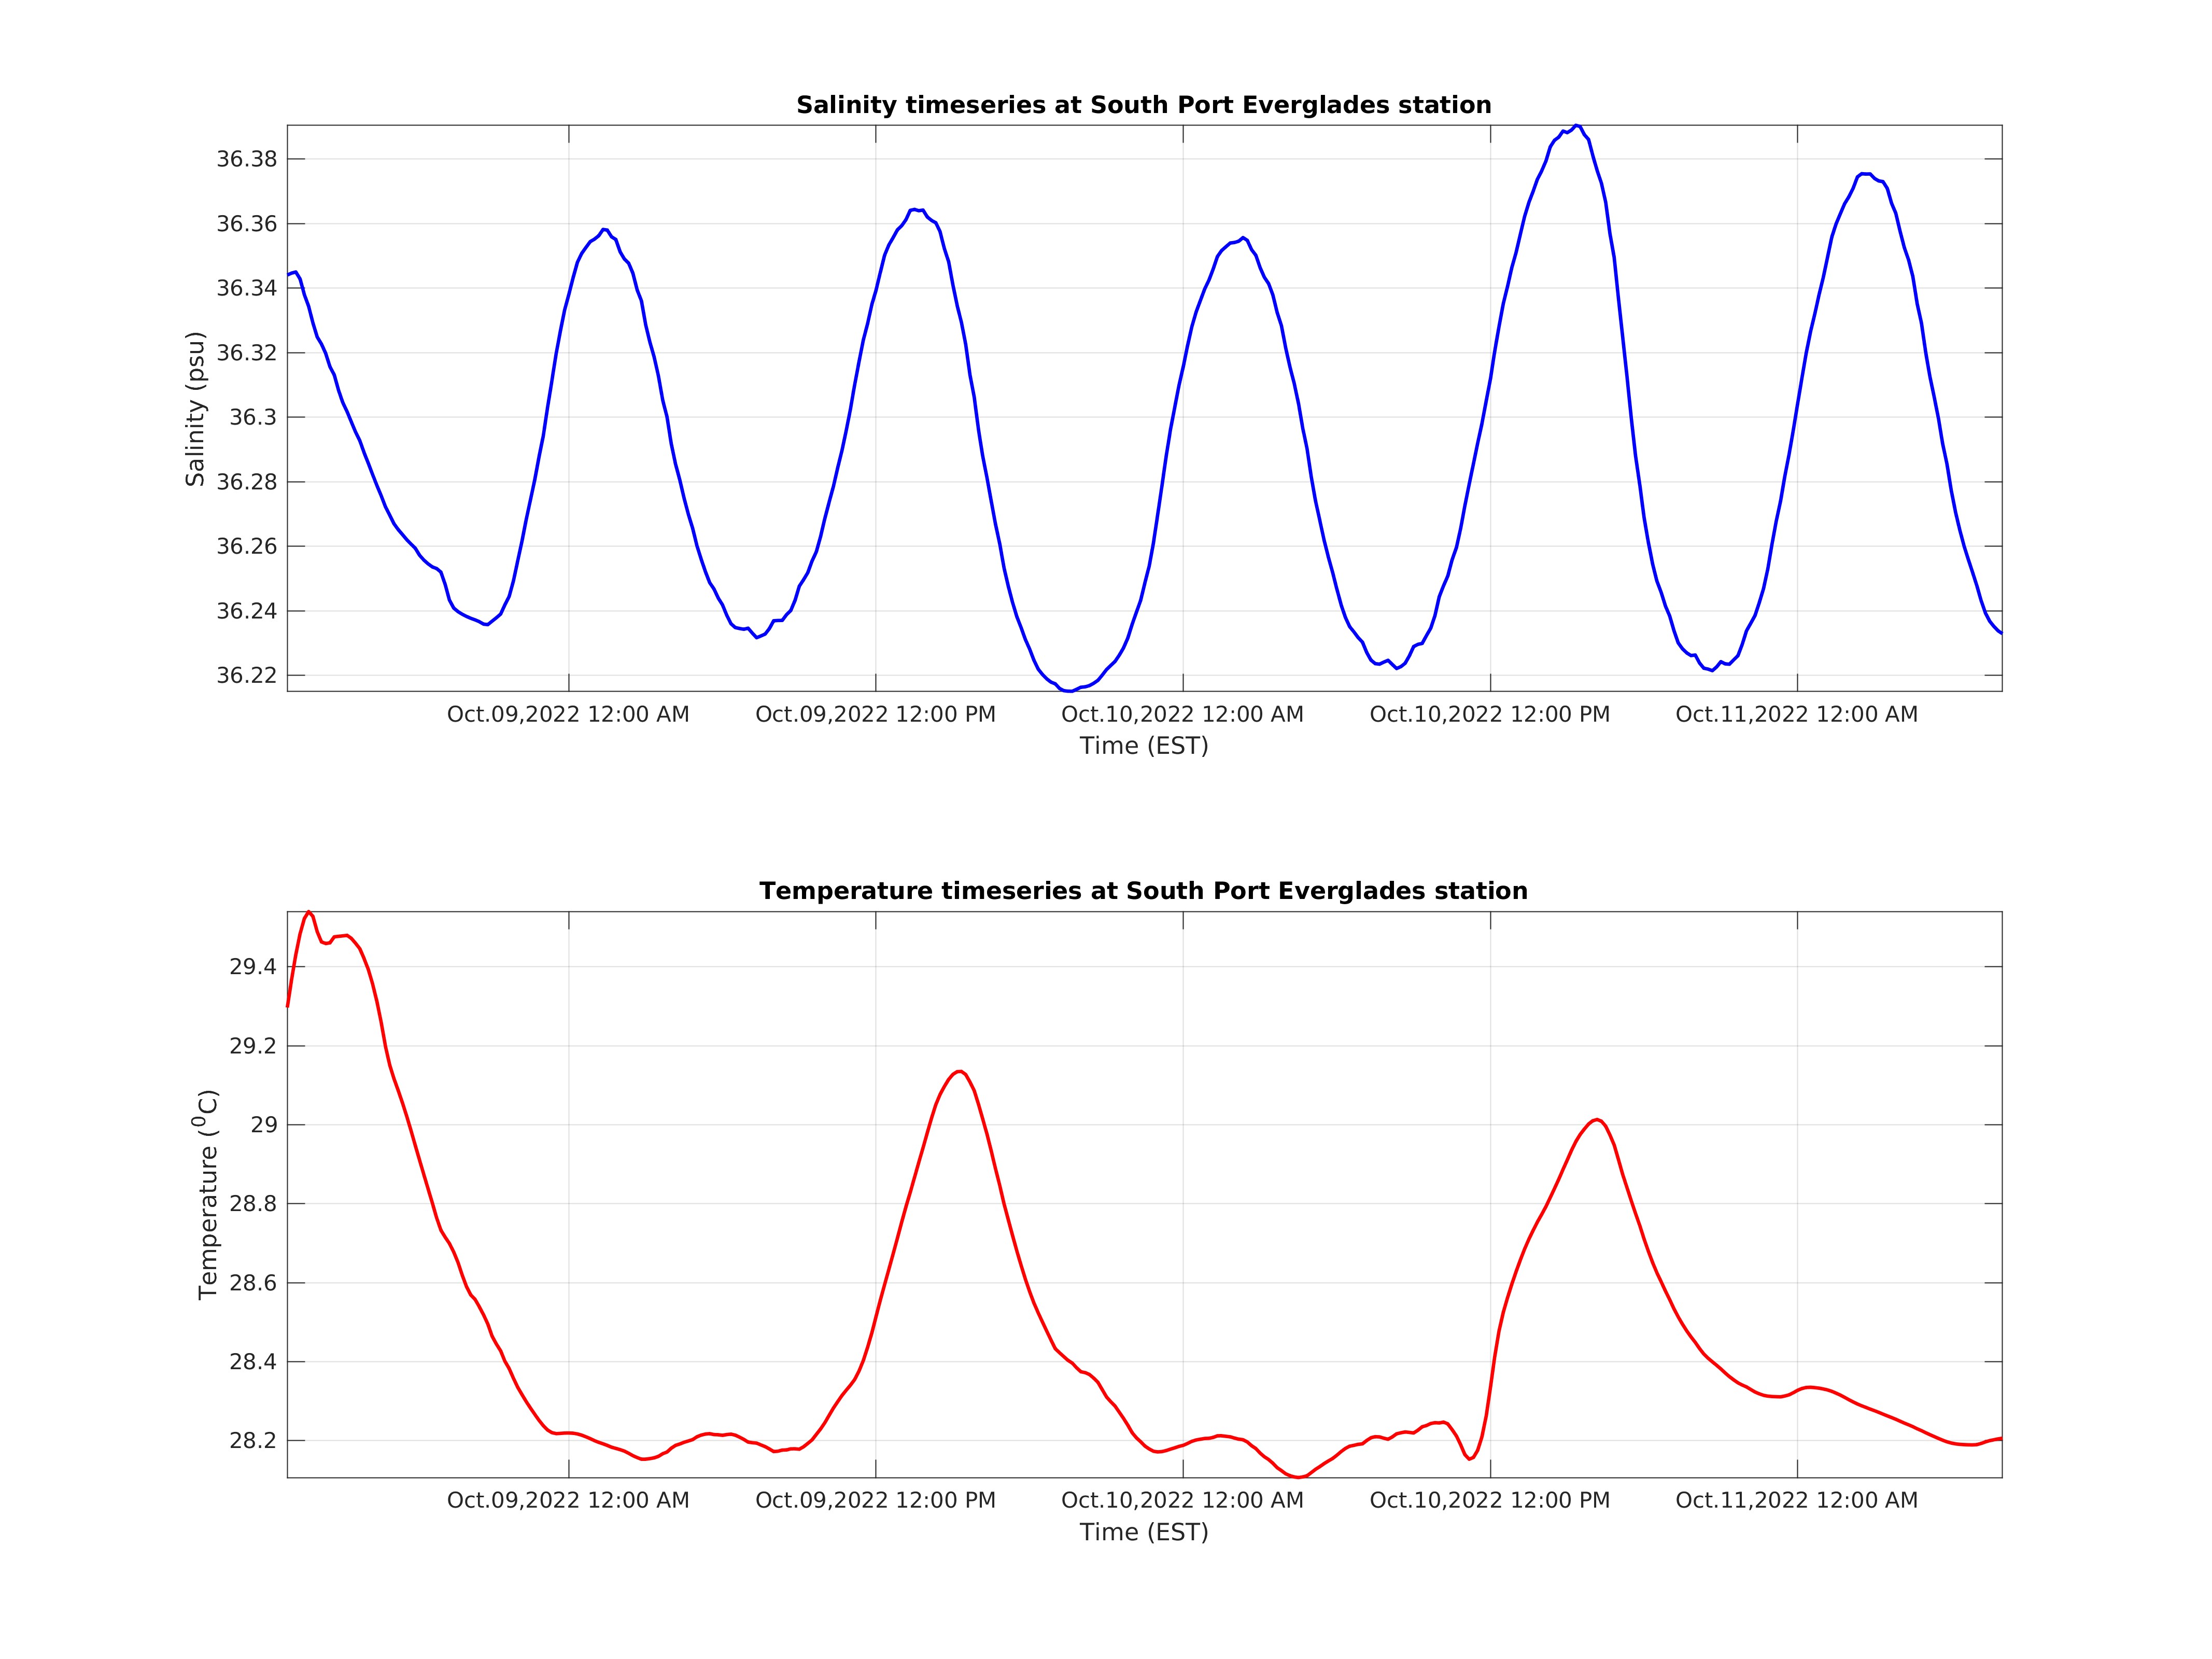 Salinity timeseries at South Port Everglades station
36.38
36.36
36.34
36.32
36.3
36.28
36.26
36.24
36.22
Salinity (psu)
Oct.09,2022 12:00 AM Oct.09,2022 12:00 PM Oct.10,2022 12:00 AM Oct.10,2022 12:00 PM Oct.11,2022 12:00 AM
Time (EST)
Temperature timeseries at South Port Everglades station
29.4
29.2
29
28.8
28.6
28.4
28.2
Temperature (⁰C)
Oct.09,2022 12:00 AM Oct.09,2022 12:00 PM Oct.10,2022 12:00 AM Oct.10,2022 12:00 PM Oct.11,2022 12:00 AM
Time (EST)